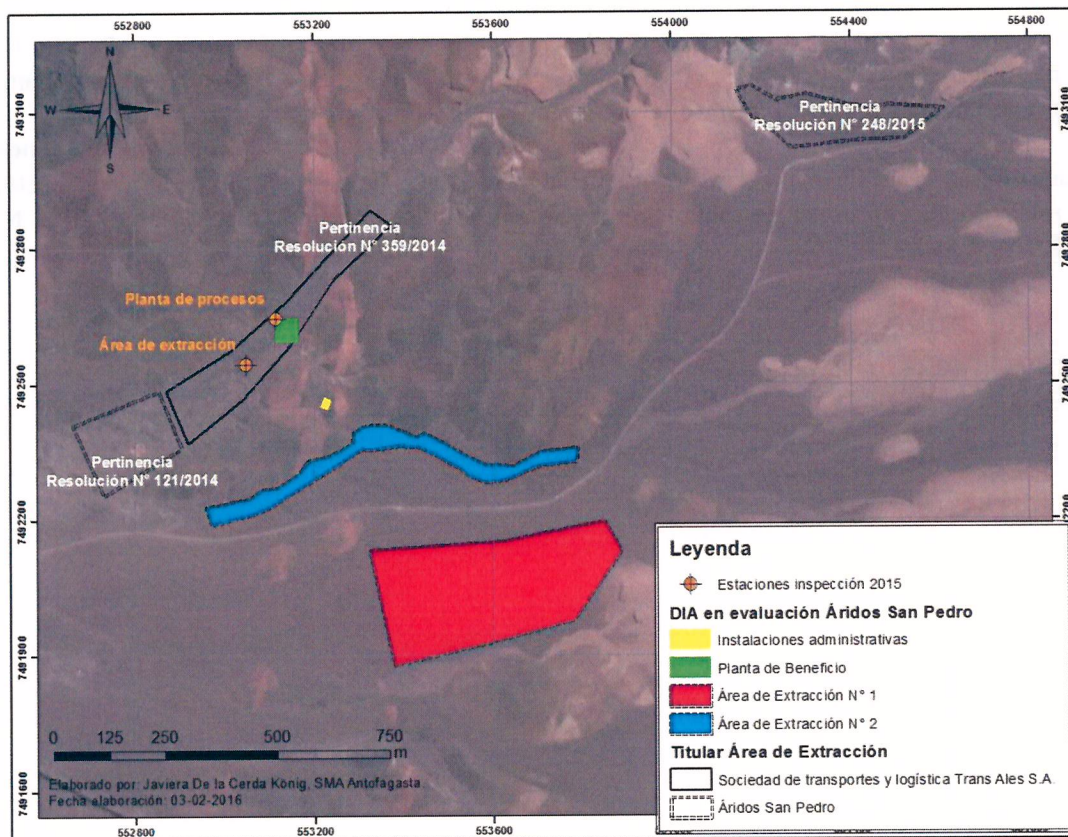 552800 553200 553600 554000 554400 554800
N
W E
S
7493100 7493100
Pertinencia
Resolución N° 248/2015
Pertinencia
Resolución N° 359/2014
7492800 7492800
Planta de procesos
Área de extracción
7492500 7492500
Pertinencia
Resolución N° 121/2014
7492200
Leyenda
Estaciones inspección 2015
DIA en evaluación Áridos San Pedro
Instalaciones administrativas
Planta de Beneficio
7491900
Área de Extracción N° 1
Área de Extracción N° 2
Titular Área de Extracción
Sociedad de transportes y logística Trans Ales S.A.
Áridos San Pedro
0 125 250 500 750
m
Elaborado por: Javiera De la Cerda König, SMA Antofagasta.
Fecha elaboración: 03-02-2016
7491600
552800 553200 553600